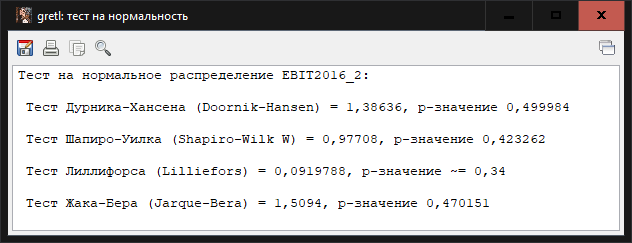 gretl: тест на нормальность
Тест на нормальное распределение EBIT2016_2:
Тест Дурника-Хансена (Doornik-Hansen) = 1,38636, p-значение 0,499984
Тест Шапиро-Уилка (Shapiro-Wilk W) = 0,97708, p-значение 0,423262
Тест Лиллифорса (Lilliefors) = 0,0919788, p-значение ~= 0,34
Тест Жака-Бера (Jarque-Bera) = 1,5094, p-значение 0,470151